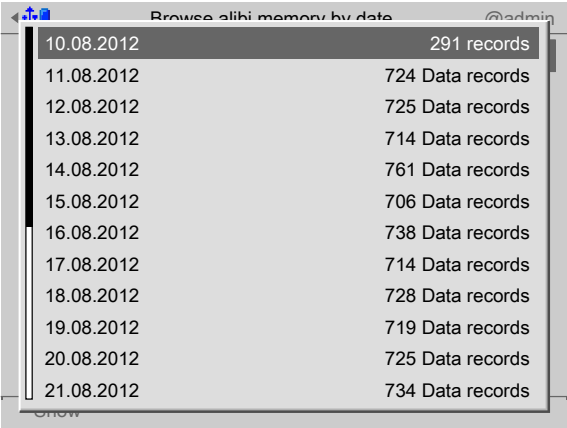 Browse alibi memory by date @admin
10.08.2012 291 records
11.08.2012 724 Data records
12.08.2012 725 Data records
13.08.2012 714 Data records
14.08.2012 761 Data records
15.08.2012 706 Data records
16.08.2012 738 Data records
17.08.2012 714 Data records
18.08.2012 728 Data records
19.08.2012 719 Data records
20.08.2012 725 Data records
21.08.2012 734 Data records
Show